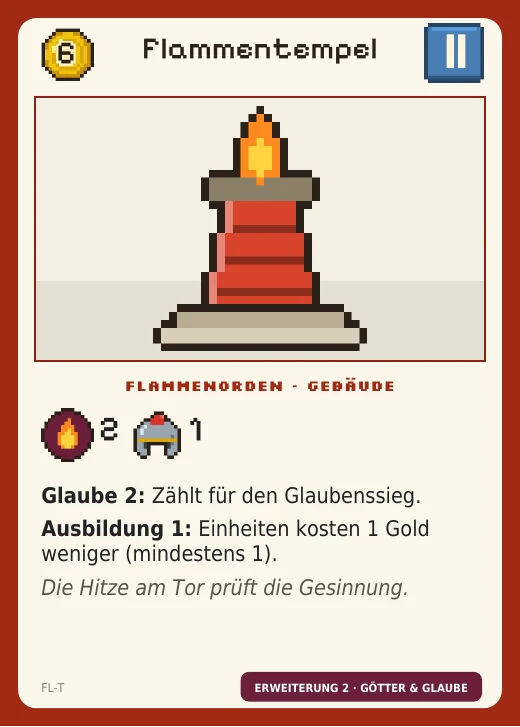 6 Flammentempel II
FLAMMENORDEN · GEBÄUDE
2 1
Glaube 2: Zählt für den Glaubenssieg.
Ausbildung 1: Einheiten kosten 1 Gold
weniger (mindestens 1).
Die Hitze am Tor prüft die Gesinnung.
FL-T ERWEITERUNG 2 · GÖTTER & GLAUBE